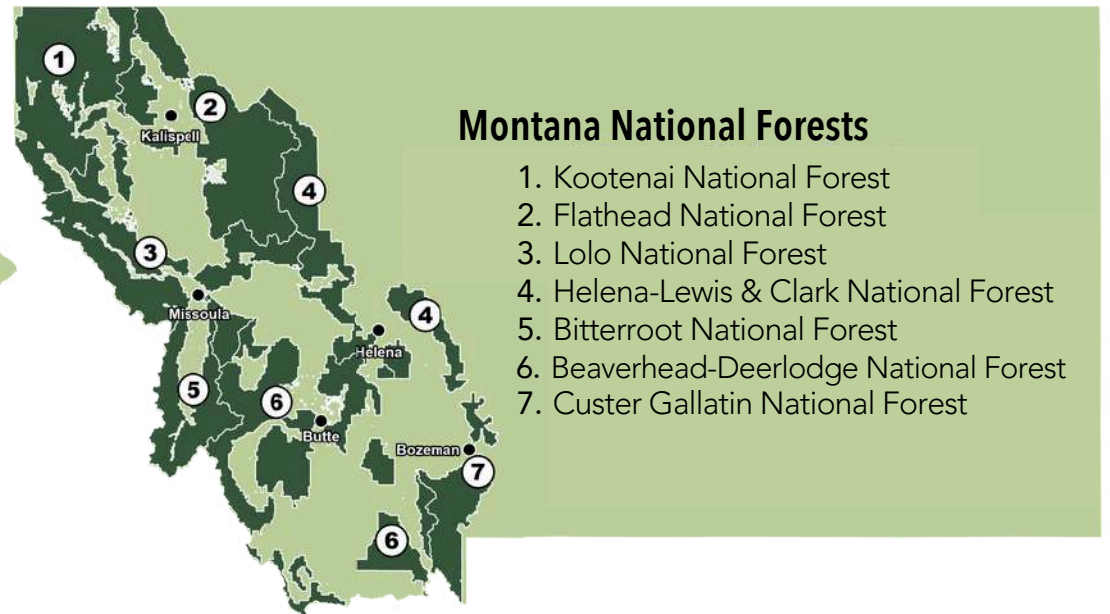 Montana National Forests
1. Kootenai National Forest
2. Flathead National Forest
3. Lolo National Forest
4. Helena-Lewis & Clark National Forest
5. Bitterroot National Forest
6. Beaverhead-Deerlodge National Forest
7. Custer Gallatin National Forest
1
2
Kalispell
4
3
Missoula
4
Helena
5
6
Butte
Bozeman
7
6